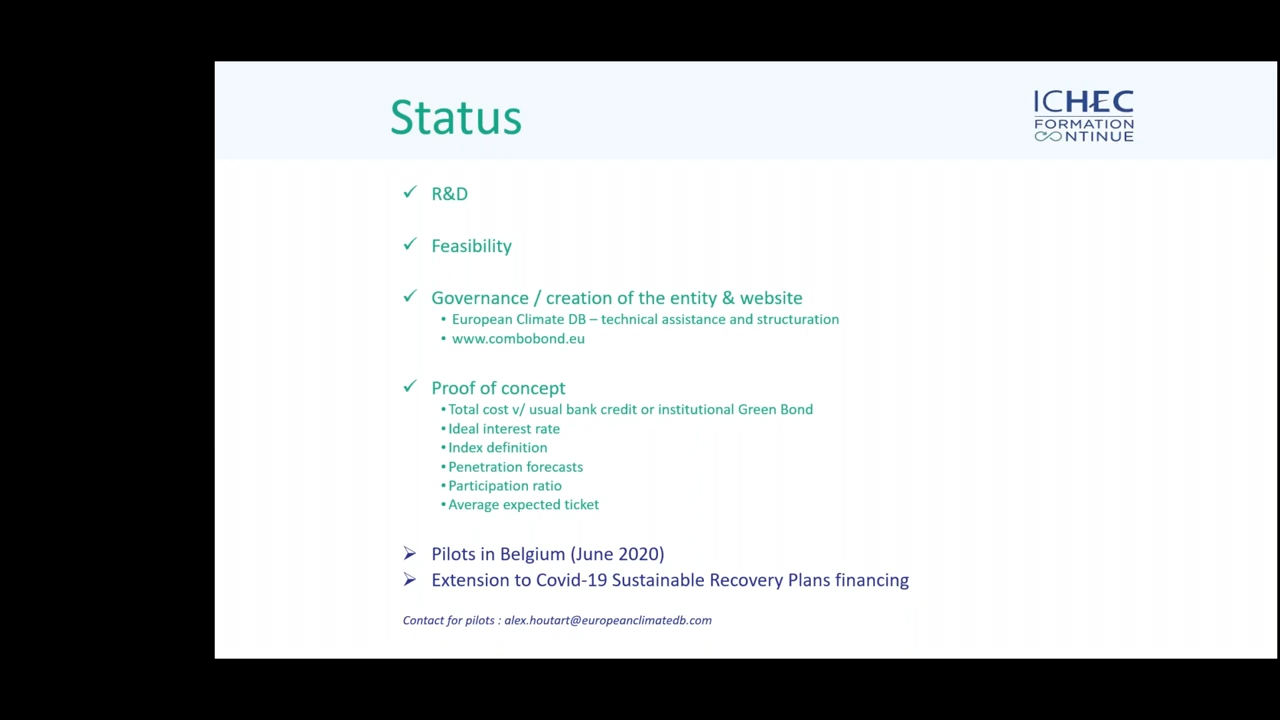 Status
ICHEC
FORMATION
CONTINUE
✓ R&D
✓ Feasibility
✓ Governance / creation of the entity & website
• European Climate DB – technical assistance and structuration
• www.combobond.eu
✓ Proof of concept
• Total cost v/ usual bank credit or institutional Green Bond
• Ideal interest rate
• Index definition
• Penetration forecasts
• Participation ratio
• Average expected ticket
➢ Pilots in Belgium (June 2020)
➢ Extension to Covid-19 Sustainable Recovery Plans financing
Contact for pilots : alex.houtart@europeanclimatedb.com